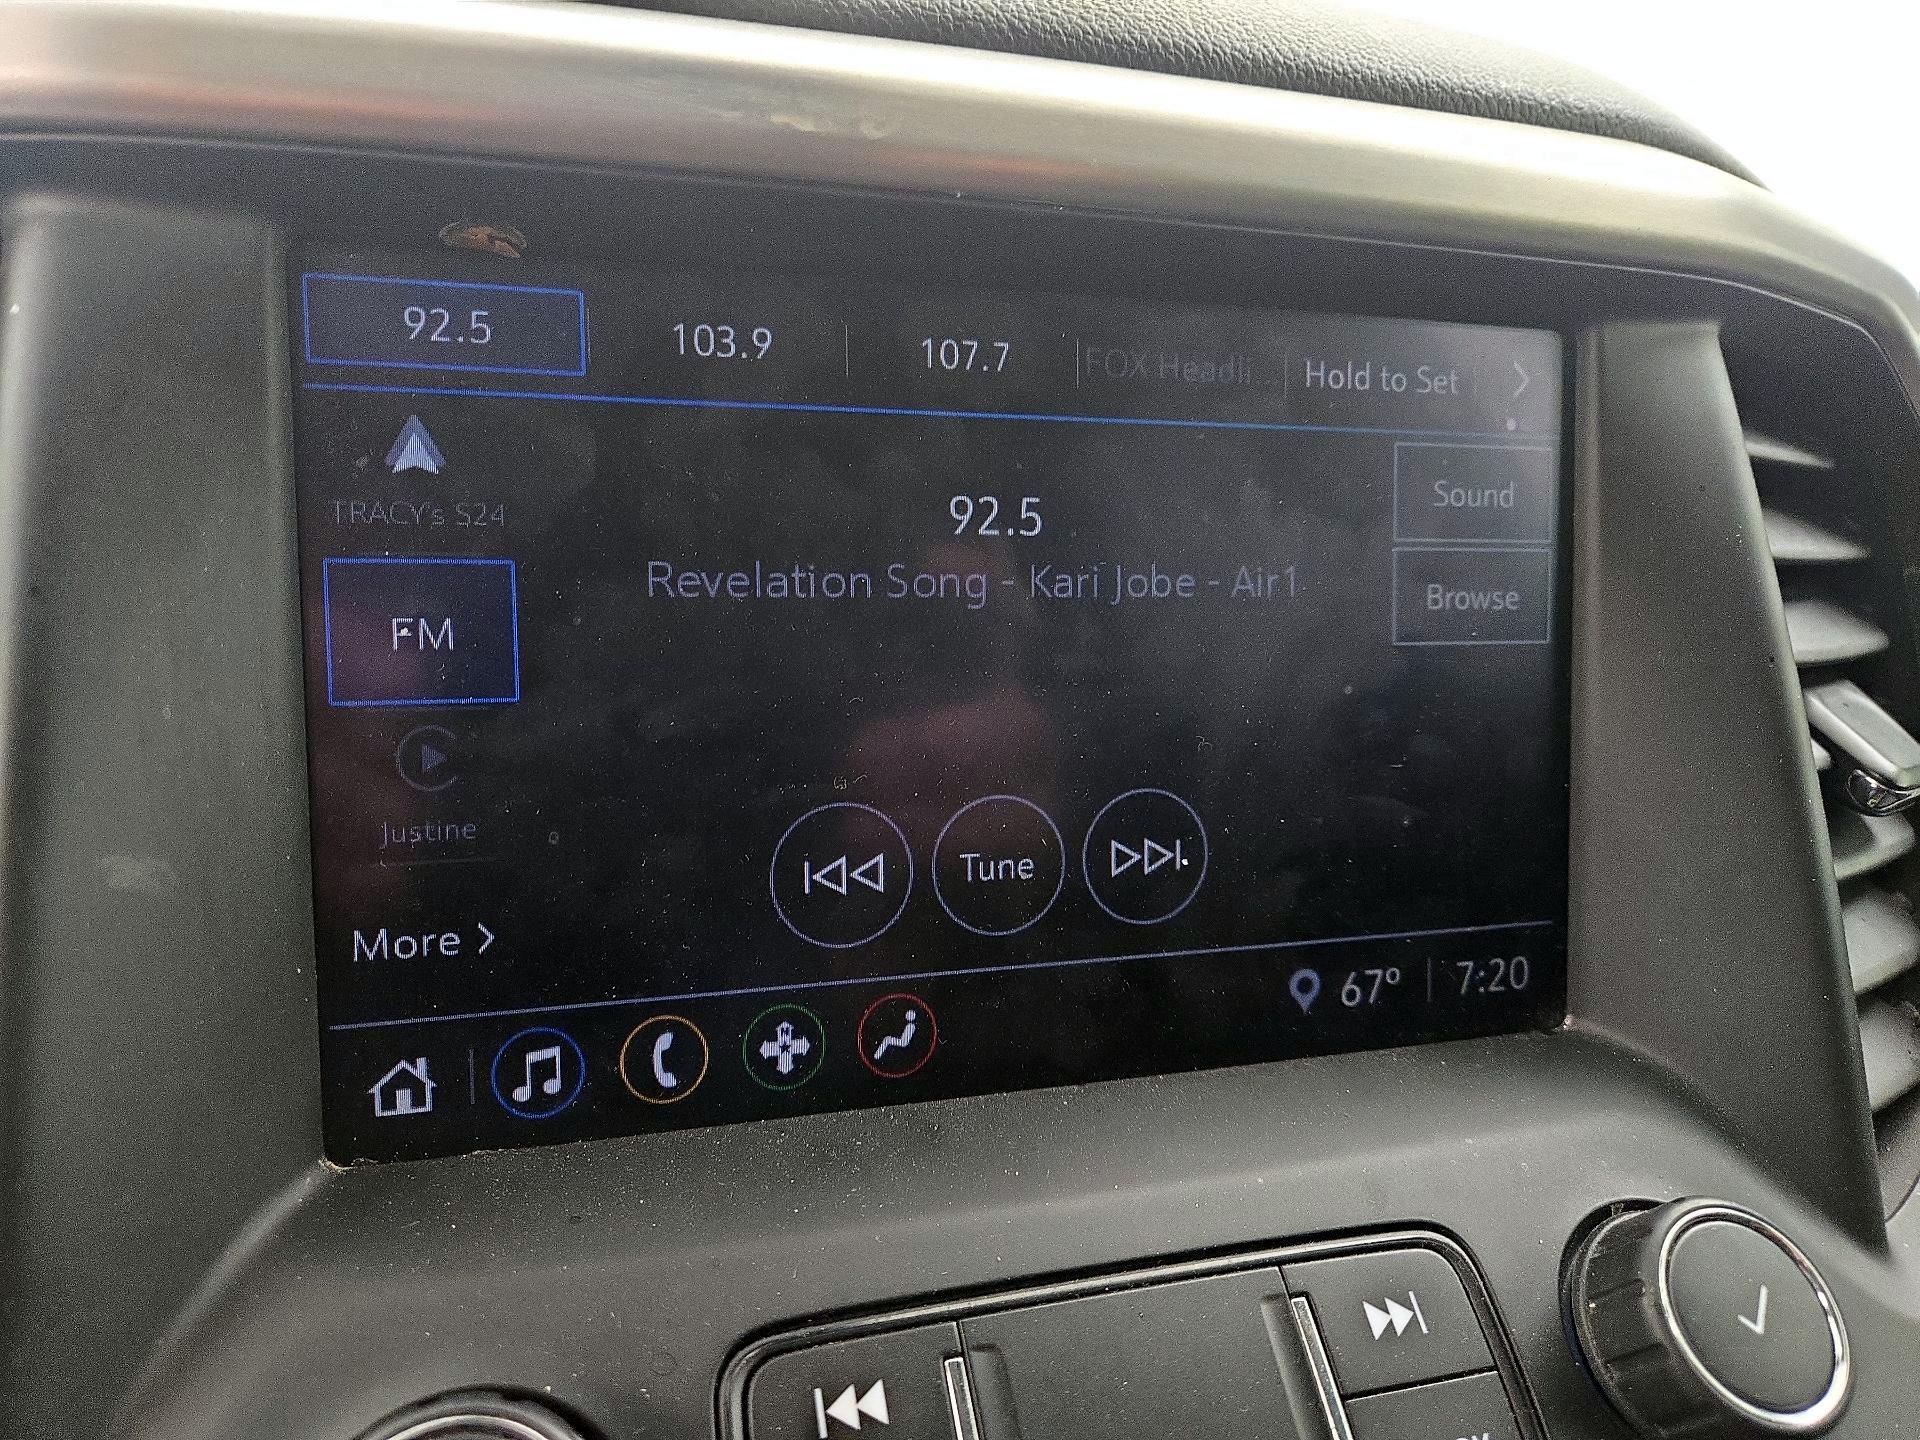 92.5 103.9 107.7 FOX Headli... Hold to Set
TRACY's S24
92.5
Sound
Revelation Song - Kari Jobe - Air1
Browse
FM
Justine
Tune
More
67° 7:20
N